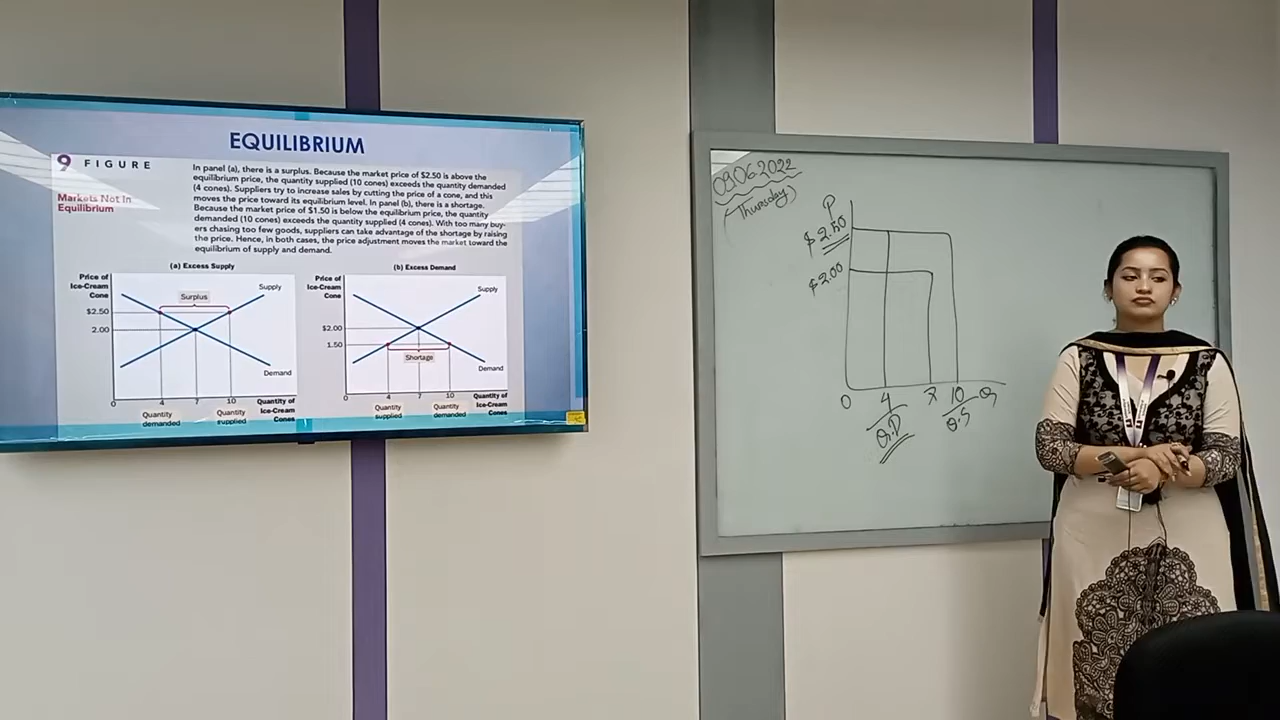 EQUILIBRIUM
9 FIGURE
Markets Not in
Equilibrium
In panel (a), there is a surplus. Because the market price of $2.50 is above the
equilibrium price, the quantity supplied (10 cones) exceeds the quantity demanded
(4 cones). Suppliers try to increase sales by cutting the price of a cone, and this
moves the price toward its equilibrium level. In panel (b), there is a shortage.
Because the market price of $1.50 is below the equilibrium price, the quantity
demanded (10 cones) exceeds the quantity supplied (4 cones). With too many buy-
ers chasing too few goods, suppliers can take advantage of the shortage by raising
the price. Hence, in both cases, the price adjustment moves the market toward the
equilibrium of supply and demand.
(a) Excess Supply
Price of
Ice-Cream
Cone
Supply
Surplus
$2.50
2.00
Demand
0 4 7 10
Quantity of
Ice-Cream
Cones
Quantity
demanded
Quantity
supplied
(b) Excess Demand
Price of
Ice-Cream
Cone
Supply
$2.00
1.50
Shortage
Demand
0 4 7 10
Quantity of
Ice-Cream
Cones
Quantity
supplied
Quantity
demanded
09.06.2022
(Thursday)
P
$2.50
$2.00
0 4 7 10 Q
Q.D
Q.S